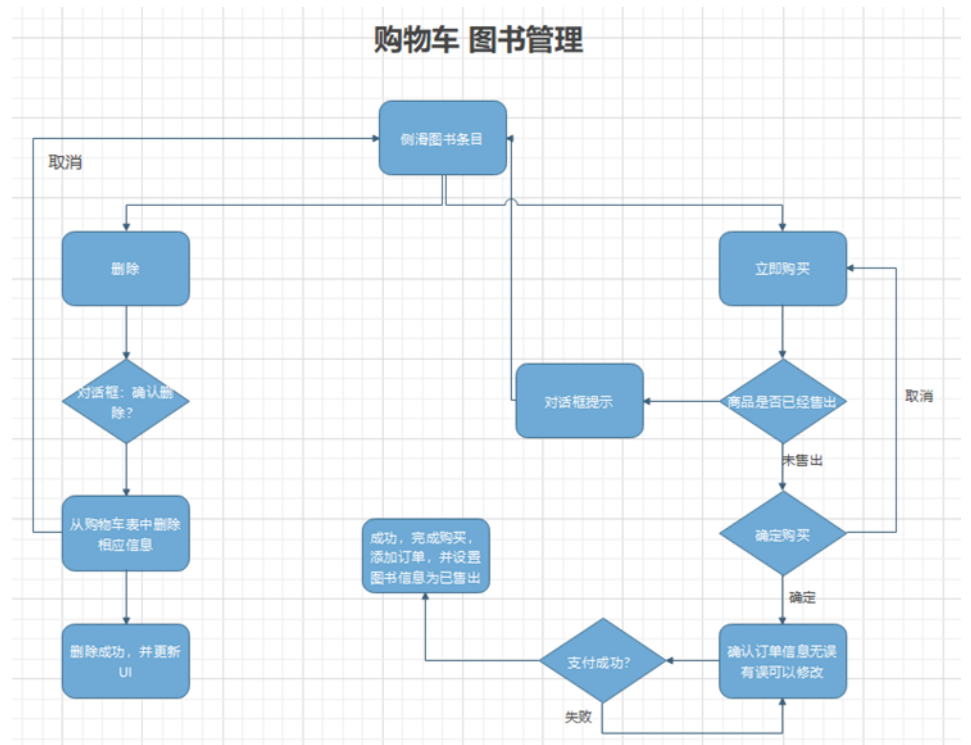 购物车 图书管理
侧滑图书条目
取消
删除
立即购买
对话框：确认删
除？
对话框提示
商品是否已经售出
取消
未售出
从购物车表中删除
相应信息
成功，完成购买，
添加订单，并设置
图书信息为已售出
确定购买
确定
删除成功，并更新
UI
支付成功？
确认订单信息无误
有误可以修改
失败